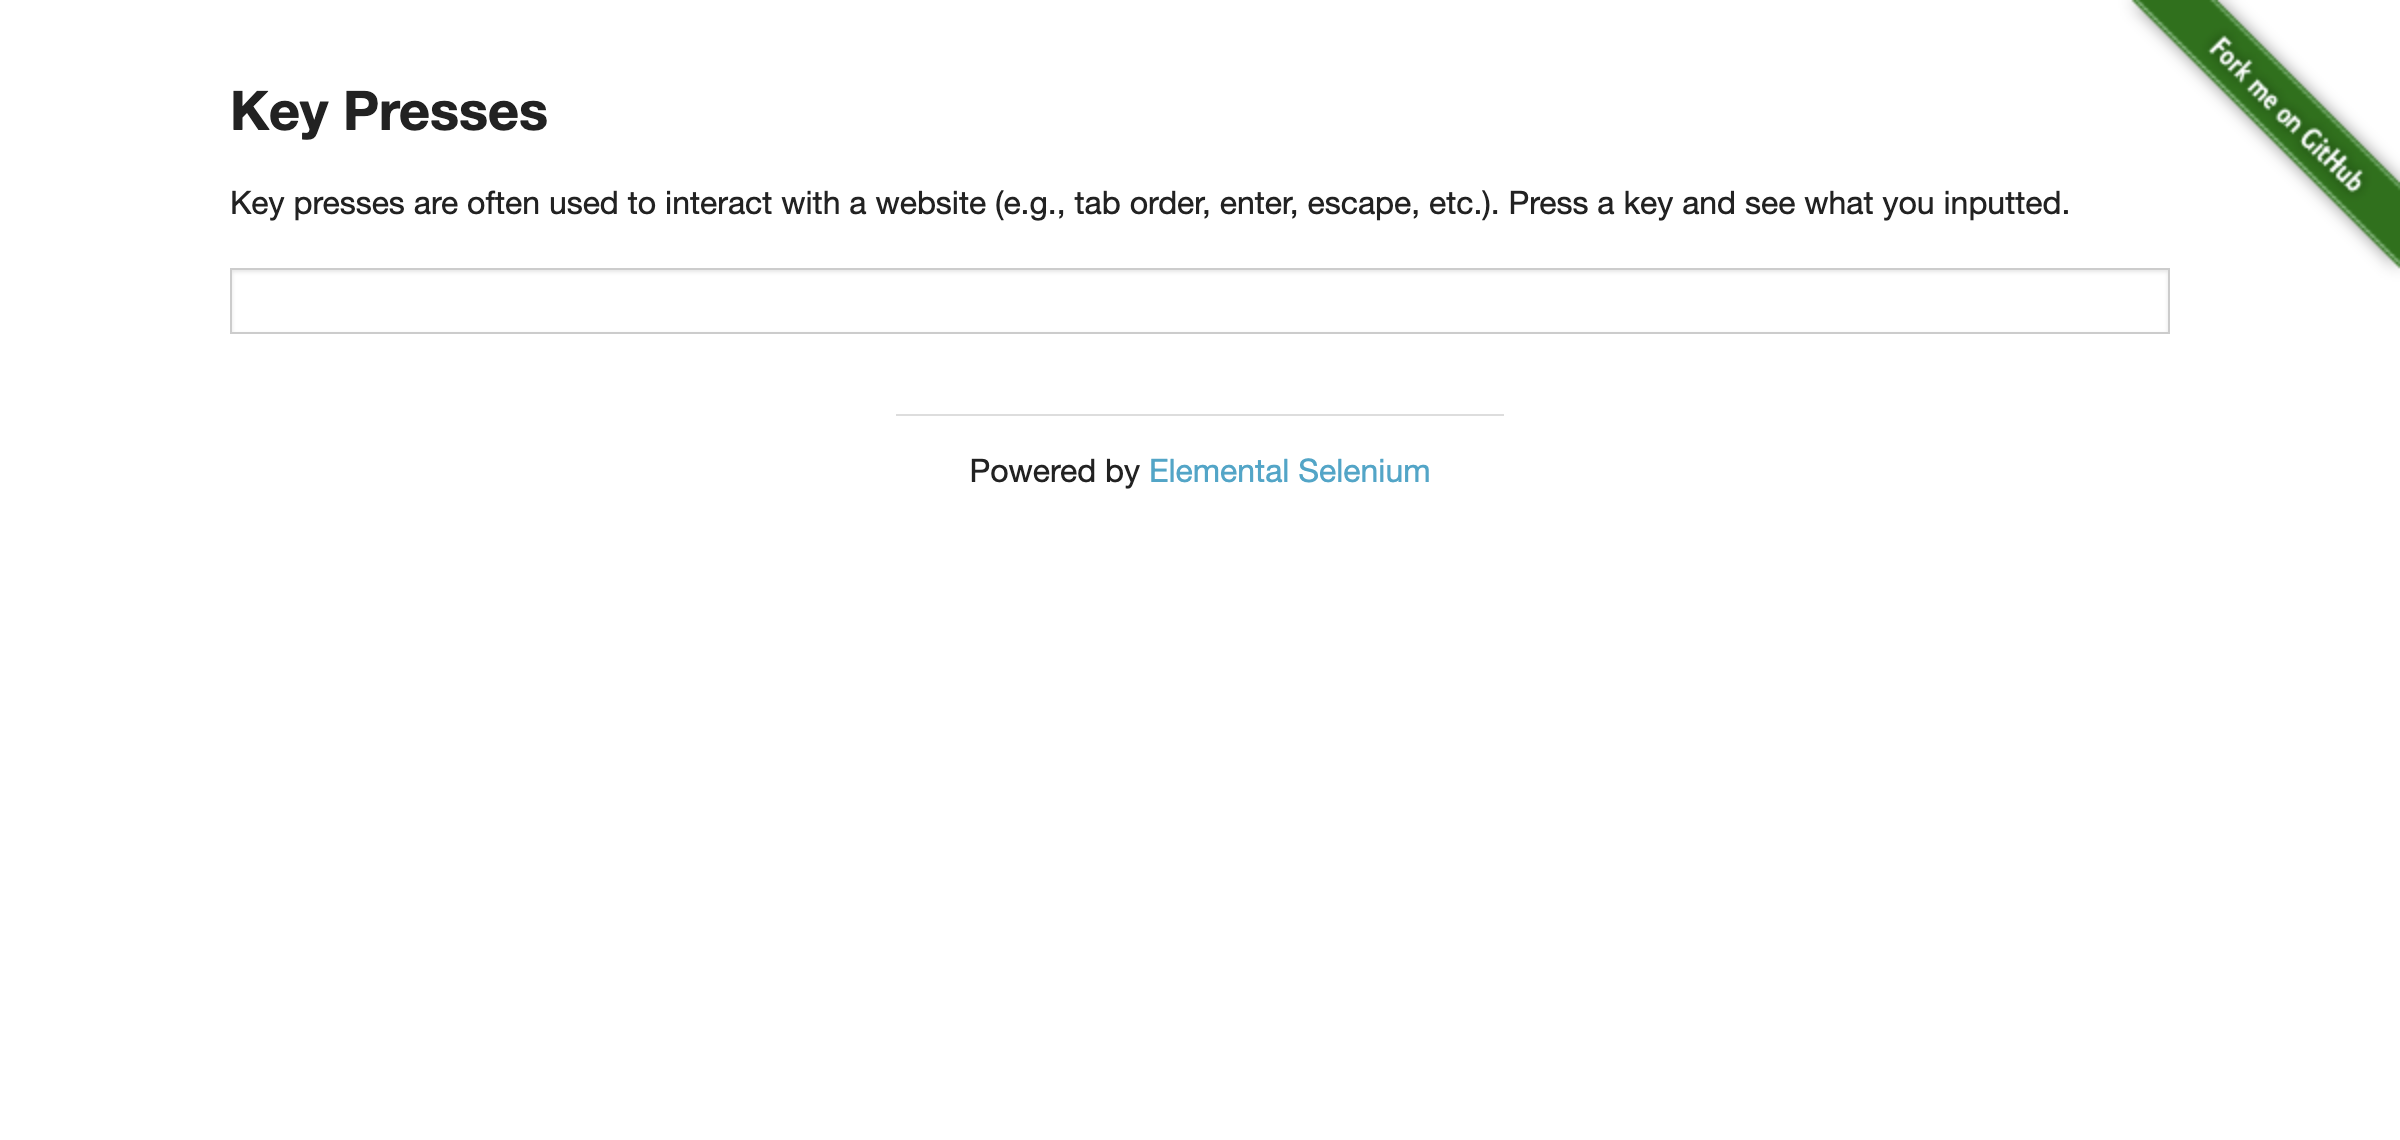 Fork me on GitHub
Key Presses
Key presses are often used to interact with a website (e.g., tab order, enter, escape, etc.). Press a key and see what you inputted.
Powered by Elemental Selenium